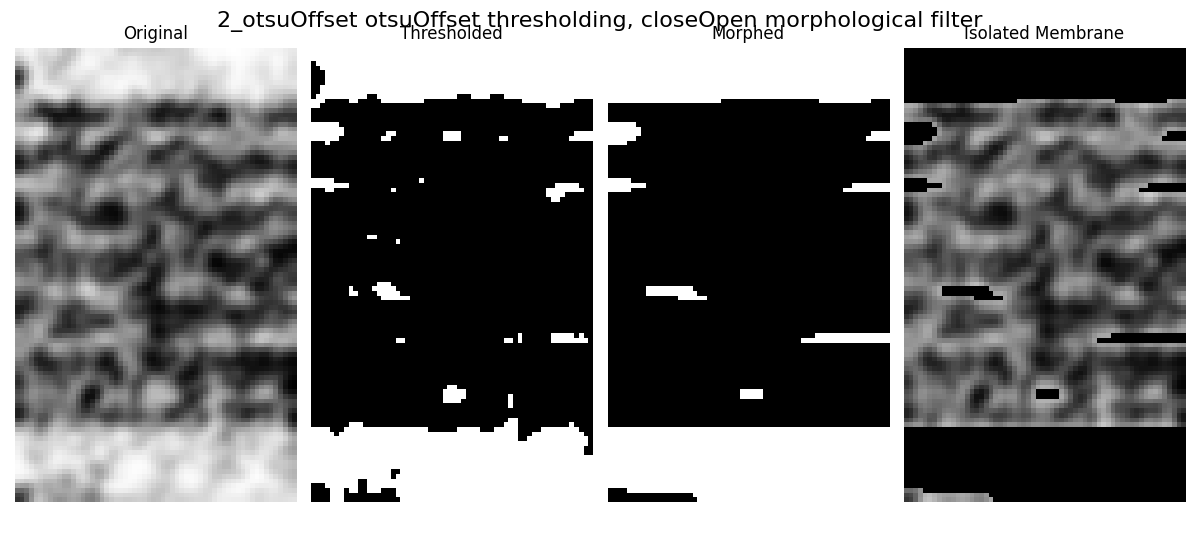 2_otsuOffset otsuOffset thresholding, closeOpen morphological filter
Original
Thresholded
Morphed
Isolated Membrane